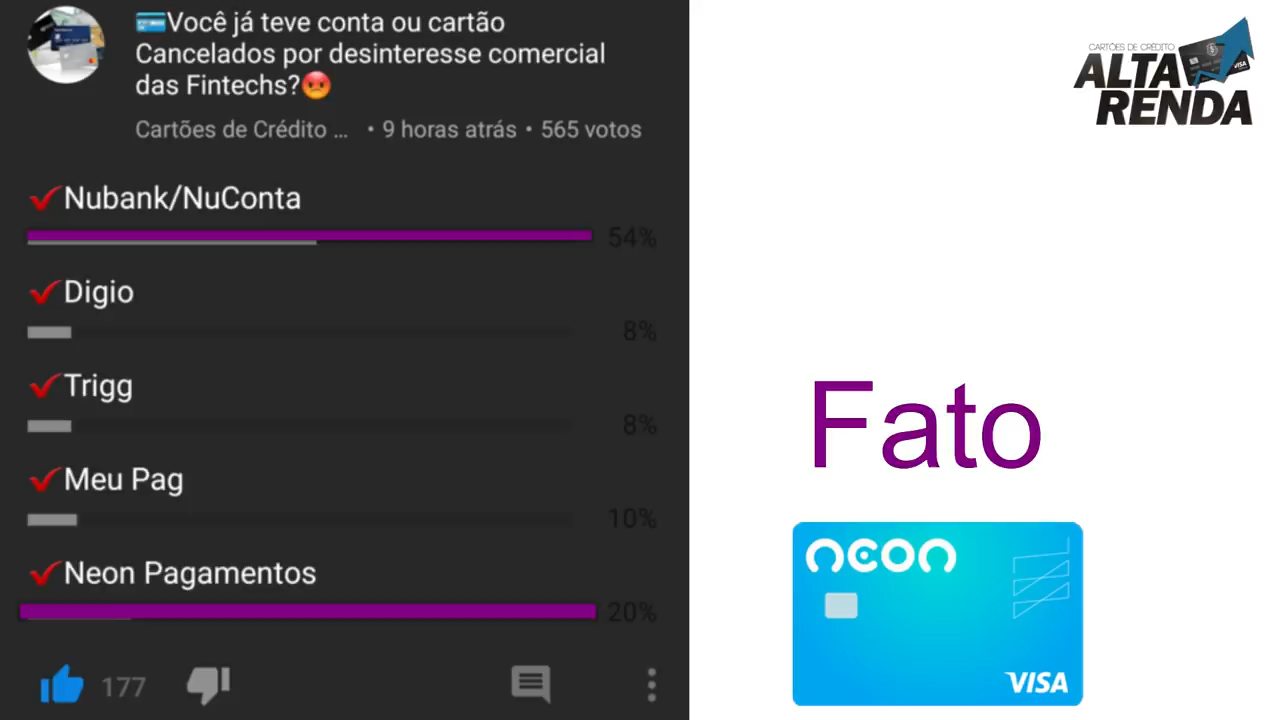 Você já teve conta ou cartão
Cancelados por desinteresse comercial
das Fintechs?
Cartões de Crédito ... • 9 horas atrás • 565 votos
Nubank/NuConta
54%
Digio
8%
Trigg
8%
Meu Pag
10%
Neon Pagamentos
20%
177
CARTÕES DE CRÉDITO
ALTA
RENDA
VISA
Fato
neon
VISA